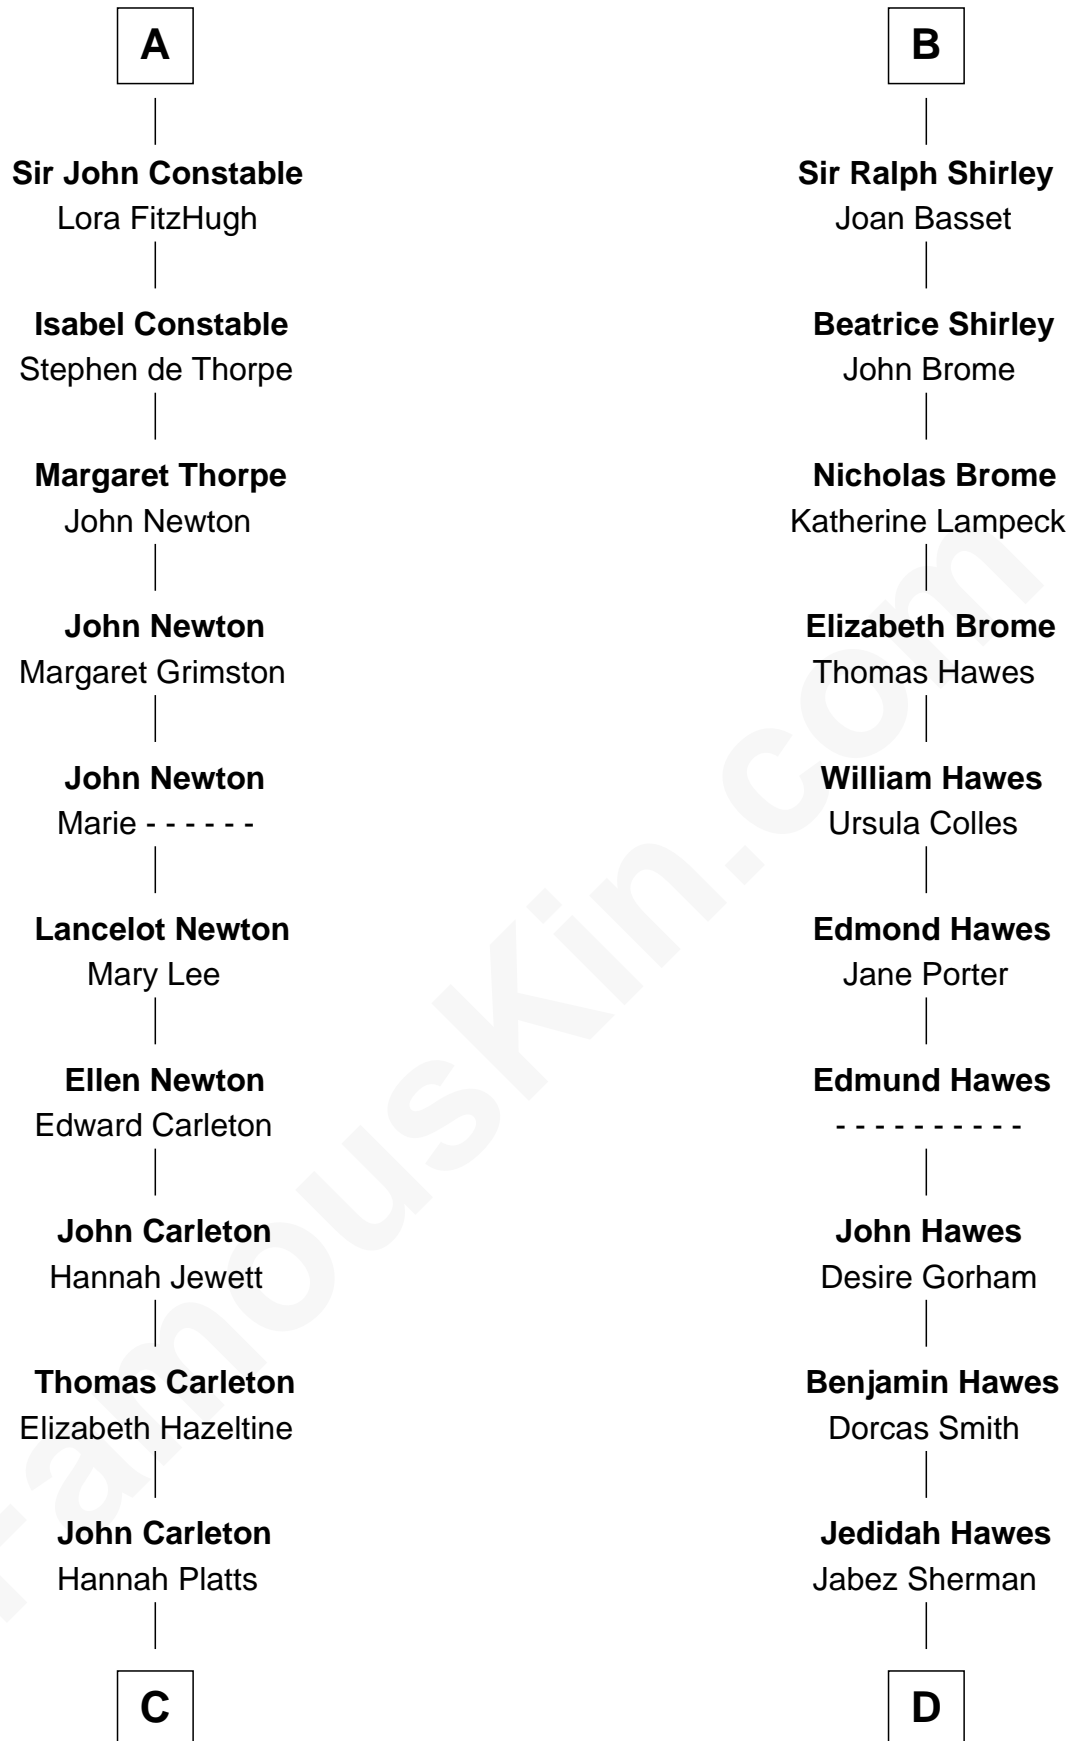 A
Sir John Constable
Lora FitzHugh
Isabel Constable
Stephen de Thorpe
Margaret Thorpe
John Newton
John Newton
Margaret Grimston
John Newton
Marie - - - - - -
Lancelot Newton
Mary Lee
Ellen Newton
Edward Carleton
John Carleton
Hannah Jewett
Thomas Carleton
Elizabeth Hazeltine
John Carleton
Hannah Platts
C
B
Sir Ralph Shirley
Joan Basset
Beatrice Shirley
John Brome
Nicholas Brome
Katherine Lampeck
Elizabeth Brome
Thomas Hawes
William Hawes
Ursula Colles
Edmond Hawes
Jane Porter
Edmund Hawes
- - - - - - - - - -
John Hawes
Desire Gorham
Benjamin Hawes
Dorcas Smith
Jedidah Hawes
Jabez Sherman
D
FamousKin.com